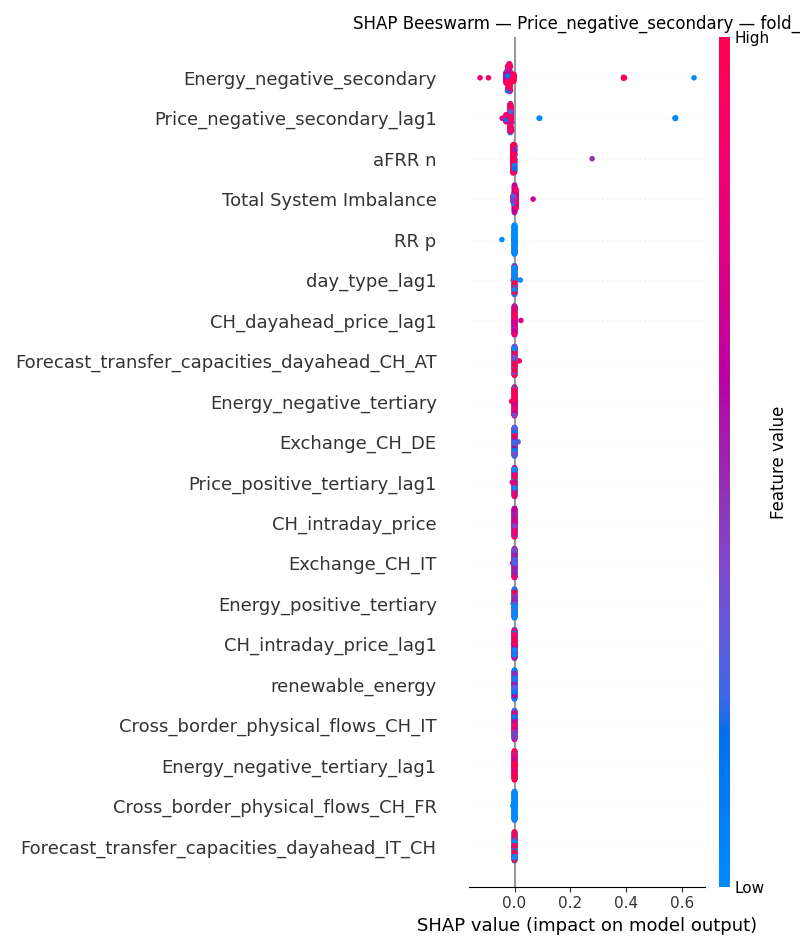 SHAP Beeswarm — Price_negative_secondary — fold_
High
Energy_negative_secondary
Price_negative_secondary_lag1
aFRR n
Total System Imbalance
RR p
day_type_lag1
CH_dayahead_price_lag1
Forecast_transfer_capacities_dayahead_CH_AT
Energy_negative_tertiary
Exchange_CH_DE
Price_positive_tertiary_lag1
CH_intraday_price
Exchange_CH_IT
Energy_positive_tertiary
CH_intraday_price_lag1
renewable_energy
Cross_border_physical_flows_CH_IT
Energy_negative_tertiary_lag1
Cross_border_physical_flows_CH_FR
Forecast_transfer_capacities_dayahead_IT_CH
Feature value
Low
0.0 0.2 0.4 0.6
SHAP value (impact on model output)